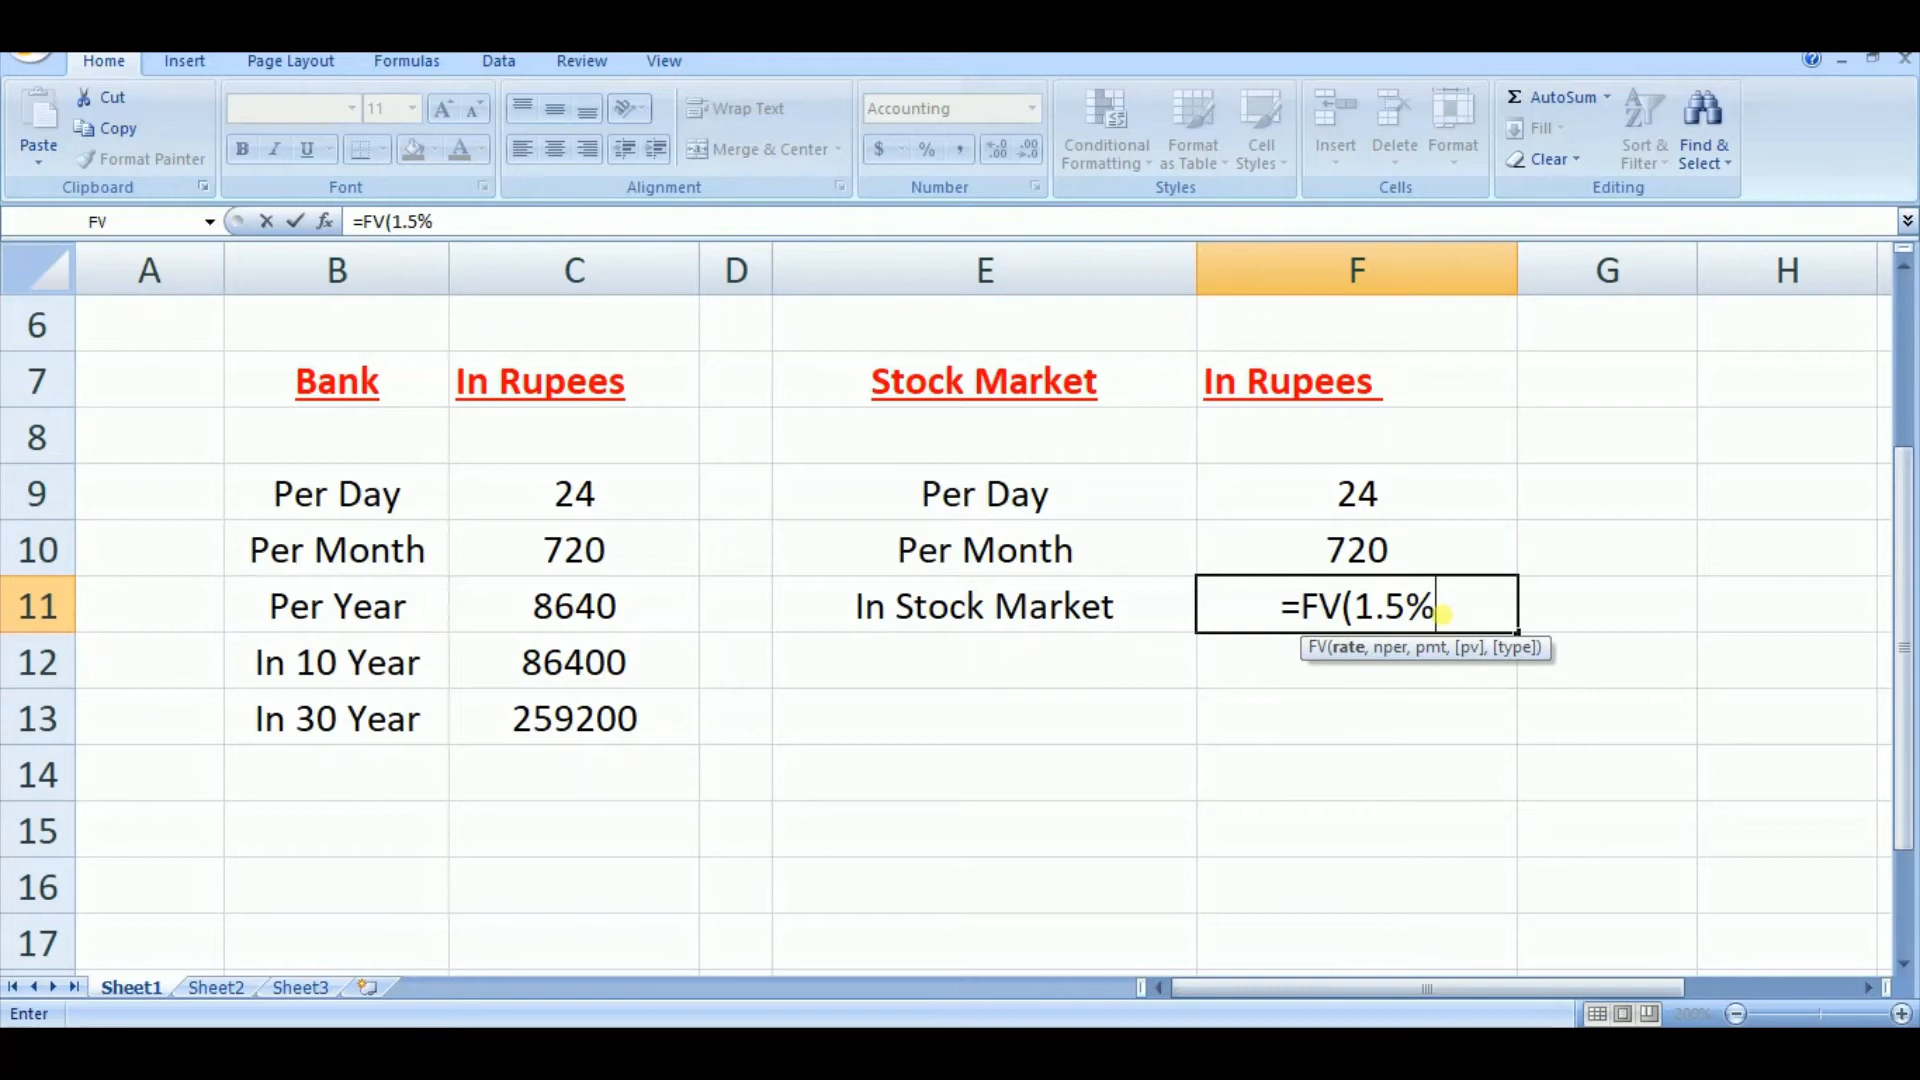 Home Insert Page Layout Formulas Data Review View
Paste
Cut
Copy
Format Painter
Clipboard
11
Font
Wrap Text
Merge & Center
Alignment
Accounting
$ % ,
Number
Conditional Formatting
Format as Table
Cell Styles
Styles
Insert Delete Format
Cells
Σ AutoSum
Fill
Clear
Sort & Filter
Find & Select
Editing
FV fx =FV(1.5%
A B C D E F G H
6
7 Bank In Rupees Stock Market In Rupees
8
9 Per Day 24 Per Day 24
10 Per Month 720 Per Month 720
11 Per Year 8640 In Stock Market =FV(1.5%
FV(rate, nper, pmt, [pv], [type])
12 In 10 Year 86400
13 In 30 Year 259200
14
15
16
17
Sheet1 Sheet2 Sheet3
Enter
200%